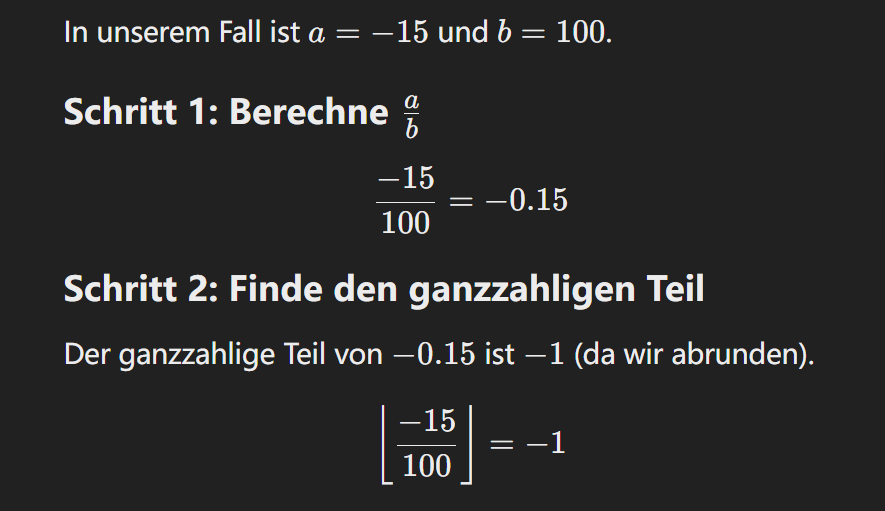 In unserem Fall ist a = −15 und b = 100.
Schritt 1: Berechne a/b
−15/100 = −0.15
Schritt 2: Finde den ganzzahligen Teil
Der ganzzahlige Teil von −0.15 ist −1 (da wir abrunden).
⌊−15/100⌋ = −1